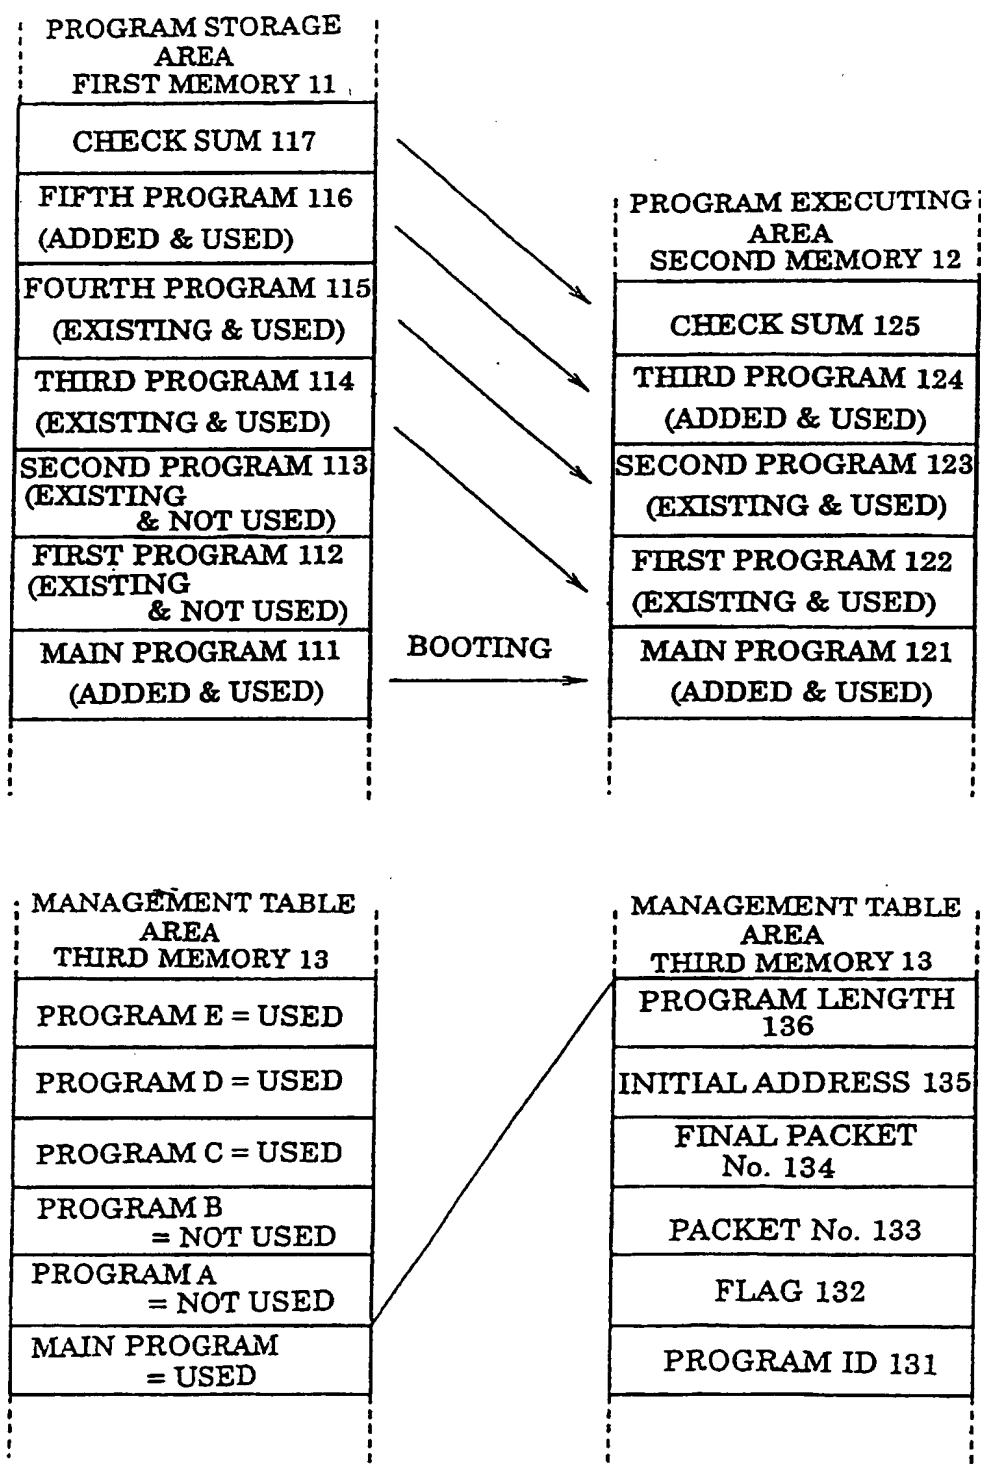 PROGRAM STORAGE
AREA
FIRST MEMORY 11
CHECK SUM 117
FIFTH PROGRAM 116
(ADDED & USED)
FOURTH PROGRAM 115
(EXISTING & USED)
THIRD PROGRAM 114
(EXISTING & USED)
SECOND PROGRAM 113
(EXISTING
& NOT USED)
FIRST PROGRAM 112
(EXISTING
& NOT USED)
MAIN PROGRAM 111
(ADDED & USED)
BOOTING
PROGRAM EXECUTING
AREA
SECOND MEMORY 12
CHECK SUM 125
THIRD PROGRAM 124
(ADDED & USED)
SECOND PROGRAM 123
(EXISTING & USED)
FIRST PROGRAM 122
(EXISTING & USED)
MAIN PROGRAM 121
(ADDED & USED)
MANAGEMENT TABLE
AREA
THIRD MEMORY 13
PROGRAM E = USED
PROGRAM D = USED
PROGRAM C = USED
PROGRAM B
= NOT USED
PROGRAM A
= NOT USED
MAIN PROGRAM
= USED
MANAGEMENT TABLE
AREA
THIRD MEMORY 13
PROGRAM LENGTH
136
INITIAL ADDRESS 135
FINAL PACKET
No. 134
PACKET No. 133
FLAG 132
PROGRAM ID 131